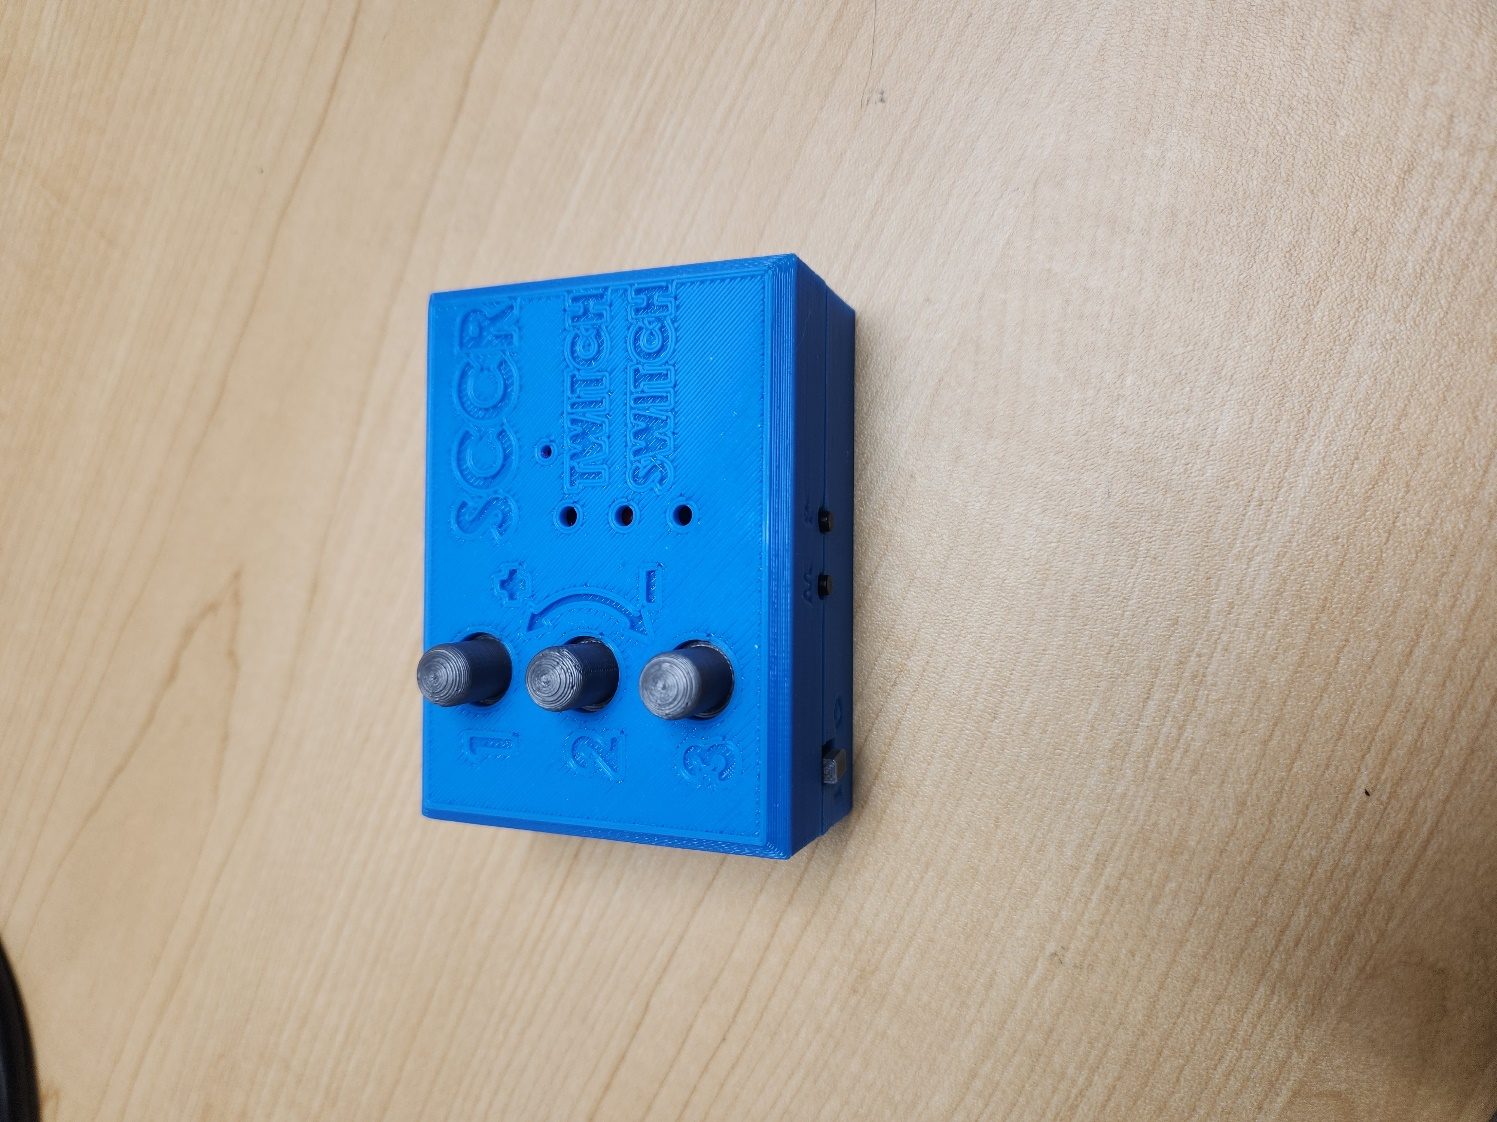 SCCR
TWITCH
SWITCH
+ -
1 2 3